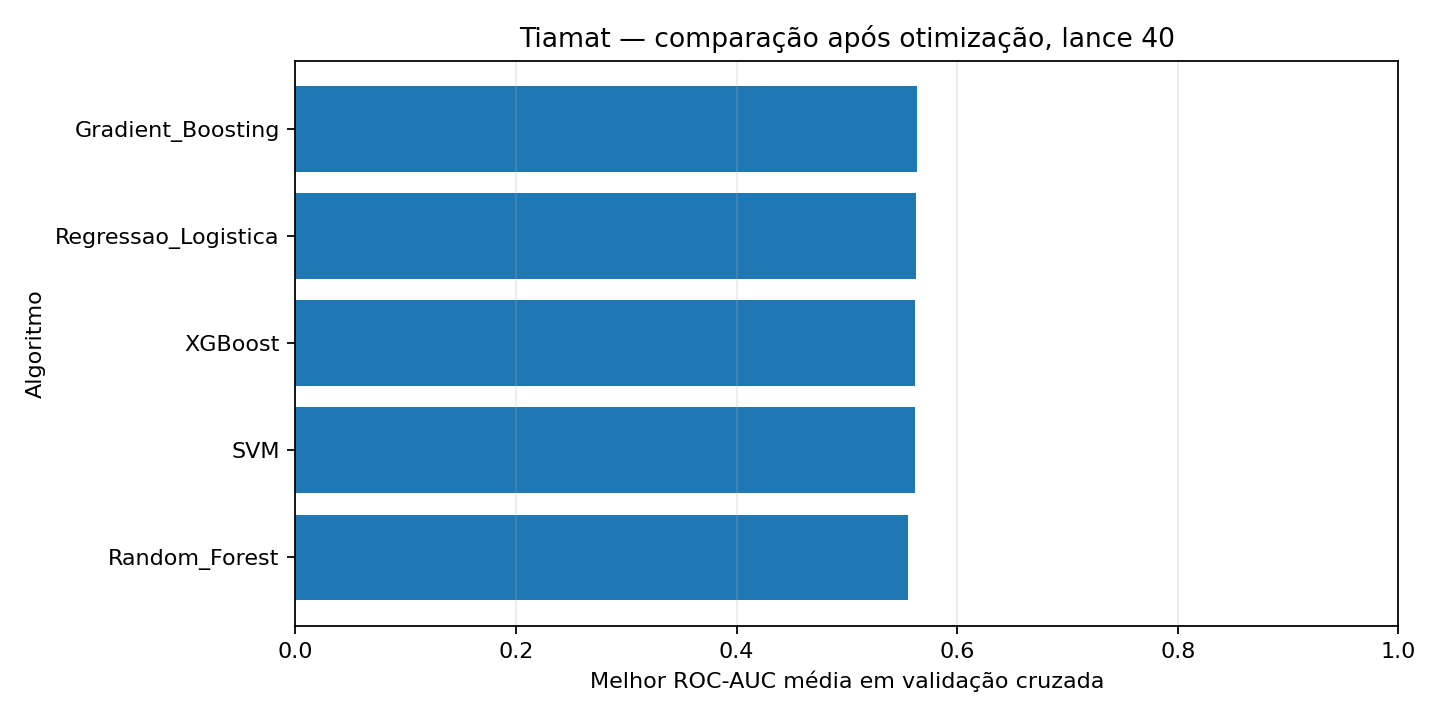 Tiamat — comparação após otimização, lance 40
Algoritmo
Gradient_Boosting
Regressao_Logistica
XGBoost
SVM
Random_Forest
0.0 0.2 0.4 0.6 0.8 1.0
Melhor ROC-AUC média em validação cruzada